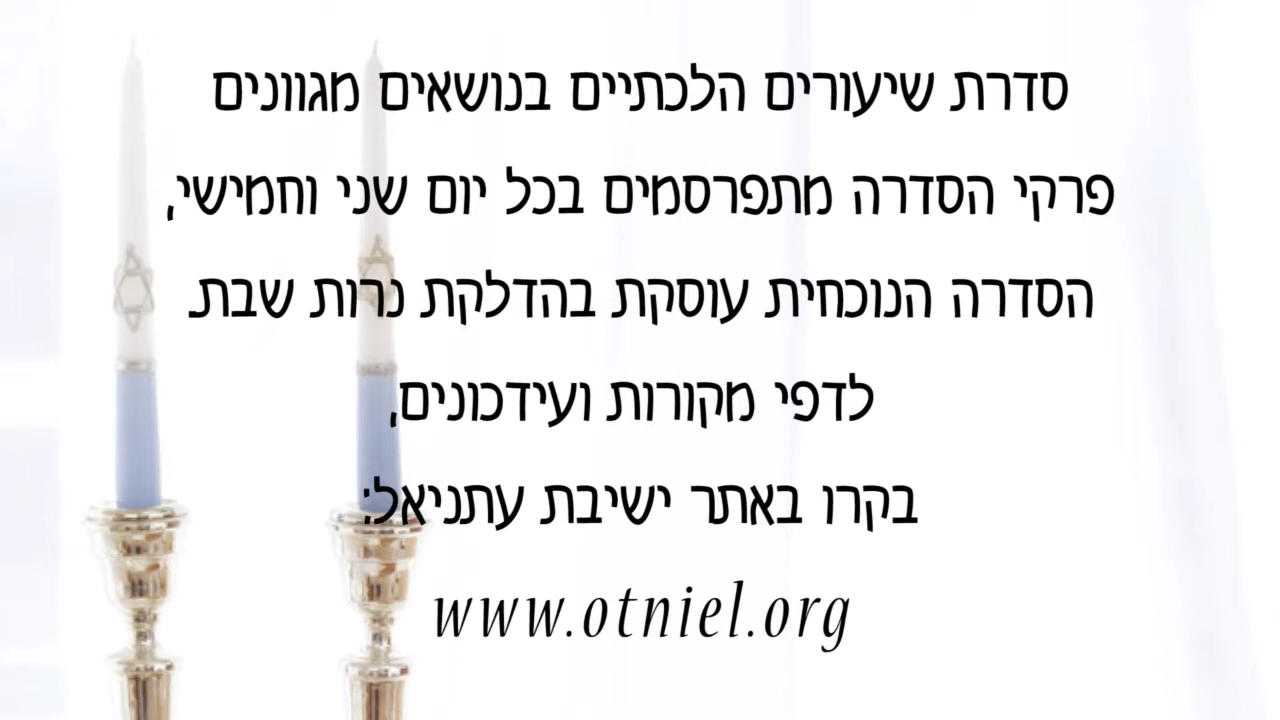 סדרת שיעורים הלכתיים בנושאים מגוונים
פרקי הסדרה מתפרסמים בכל יום שני וחמישי,
הסדרה הנוכחית עוסקת בהדלקת נרות שבת.
לדפי מקורות ועידכונים,
בקרו באתר ישיבת עתניאל:
www.otniel.org